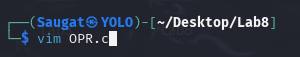 ┌──(Saugat㉿YOLO)-[~/Desktop/Lab8]
└─$ vim OPR.c